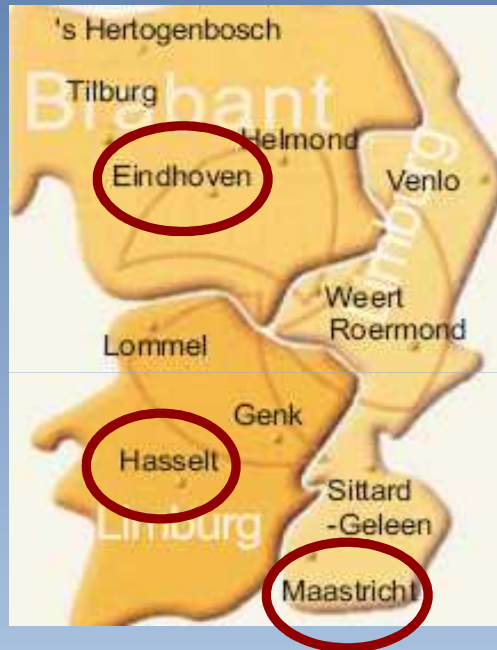 's Hertogenbosch
Tilburg
Brabant
Helmond
Eindhoven
Venlo
Limburg
Weert
Roermond
Lommel
Genk
Hasselt
Sittard
-Geleen
Limburg
Maastricht